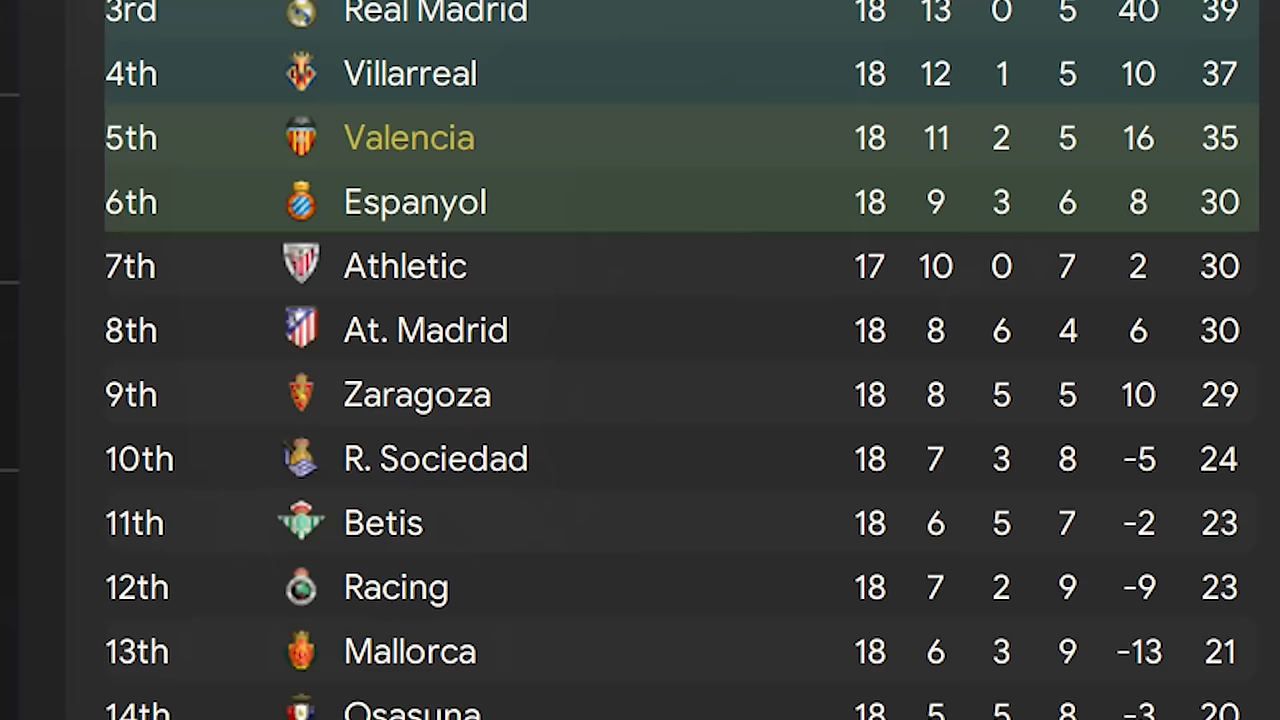 3rd Real Madrid 18 13 0 5 40 39
4th Villarreal 18 12 1 5 10 37
5th Valencia 18 11 2 5 16 35
6th Espanyol 18 9 3 6 8 30
7th Athletic 17 10 0 7 2 30
8th At. Madrid 18 8 6 4 6 30
9th Zaragoza 18 8 5 5 10 29
10th R. Sociedad 18 7 3 8 -5 24
11th Betis 18 6 5 7 -2 23
12th Racing 18 7 2 9 -9 23
13th Mallorca 18 6 3 9 -13 21
14th Osasuna 18 5 5 8 -3 20